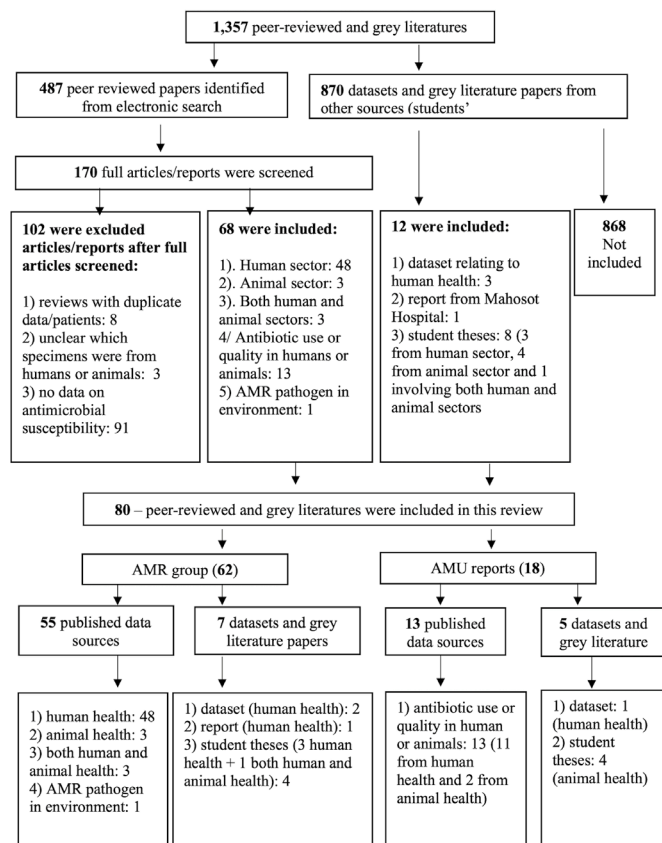 1,357 peer-reviewed and grey literatures
487 peer reviewed papers identified
from electronic search
870 datasets and grey literature papers from
other sources (students’
170 full articles/reports were screened
102 were excluded
articles/reports after full
articles screened:
1) reviews with duplicate
data/patients: 8
2) unclear which
specimens were from
humans or animals: 3
3) no data on
antimicrobial
susceptibility: 91
68 were included:
1). Human sector: 48
2). Animal sector: 3
3). Both human and
animal sectors: 3
4/ Antibiotic use or
quality in humans or
animals: 13
5) AMR pathogen in
environment: 1
12 were included:
1) dataset relating to
human health: 3
2) report from Mahosot
Hospital: 1
3) student theses: 8 (3
from human sector, 4
from animal sector and 1
involving both human and
animal sectors
868
Not
included
80 – peer-reviewed and grey literatures were included in this review
AMR group (62)
AMU reports (18)
55 published data
sources
7 datasets and grey
literature papers
13 published
data sources
5 datasets and
grey literature
1) human health: 48
2) animal health: 3
3) both human and
animal health: 3
4) AMR pathogen
in environment: 1
1) dataset (human health): 2
2) report (human health): 1
3) student theses (3 human
health + 1 both human and
animal health): 4
1) antibiotic use or
quality in human
or animals: 13 (11
from human
health and 2 from
animal health)
1) dataset: 1
(human health)
2) student
theses: 4
(animal health)